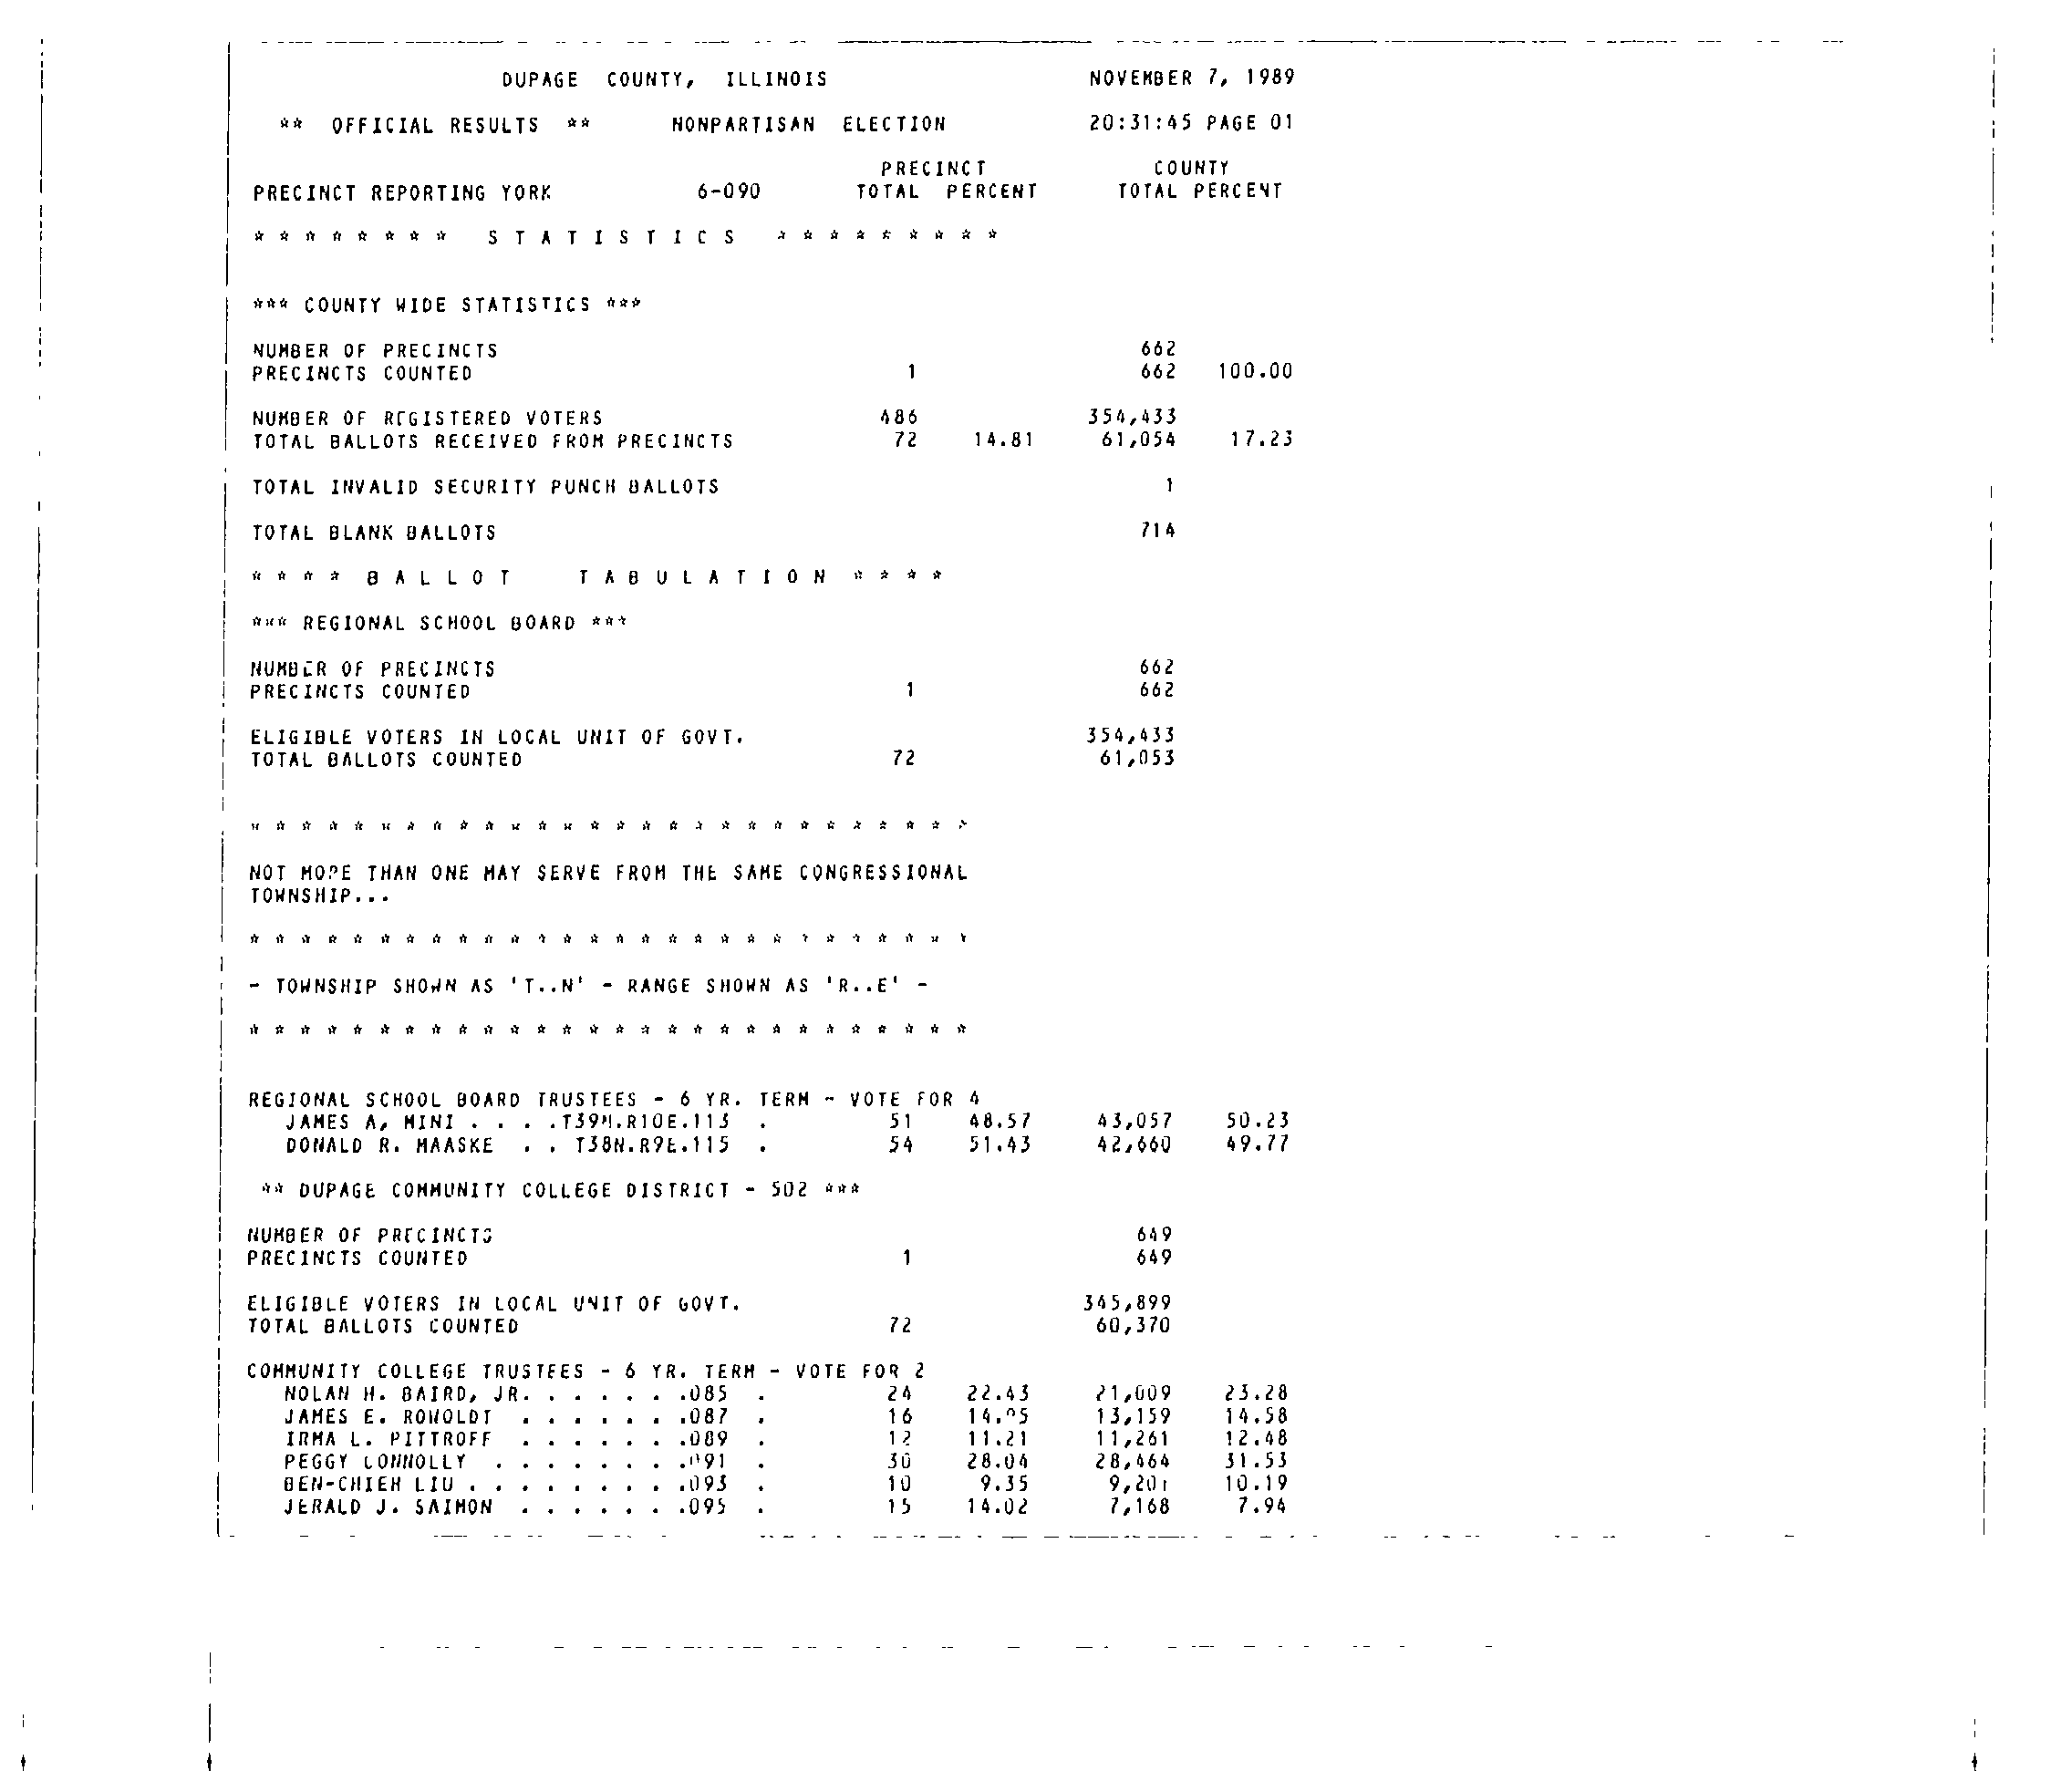 DUPAGE COUNTY, ILLINOIS NOVEMBER 7, 1989
** OFFICIAL RESULTS ** NONPARTISAN ELECTION 20:31:45 PAGE 01
PRECINCT COUNTY
PRECINCT REPORTING YORK 6-090 TOTAL PERCENT TOTAL PERCENT
* * * * * * * * S T A T I S T I C S * * * * * * * * *
*** COUNTY WIDE STATISTICS ***
NUMBER OF PRECINCTS 662
PRECINCTS COUNTED 1 662 100.00
NUMBER OF REGISTERED VOTERS 486 354,433
TOTAL BALLOTS RECEIVED FROM PRECINCTS 72 14.81 61,054 17.23
TOTAL INVALID SECURITY PUNCH BALLOTS 1
TOTAL BLANK BALLOTS 714
* * * * B A L L O T T A B U L A T I O N * * * *
*** REGIONAL SCHOOL BOARD ***
NUMBER OF PRECINCTS 662
PRECINCTS COUNTED 1 662
ELIGIBLE VOTERS IN LOCAL UNIT OF GOVT. 354,433
TOTAL BALLOTS COUNTED 72 61,053
* * * * * * * * * * * * * * * * * * * * * * * * * * * *
NOT MORE THAN ONE MAY SERVE FROM THE SAME CONGRESSIONAL
TOWNSHIP...
* * * * * * * * * * * * * * * * * * * * * * * * * * * *
- TOWNSHIP SHOWN AS 'T..N' - RANGE SHOWN AS 'R..E' -
* * * * * * * * * * * * * * * * * * * * * * * * * * * *
REGIONAL SCHOOL BOARD TRUSTEES - 6 YR. TERM - VOTE FOR 4
JAMES A. MINI . . . .T39N.R10E.113 . 51 48.57 43,057 50.23
DONALD R. MAASKE . . T38N.R9E.115 . 54 51.43 42,660 49.77
** DUPAGE COMMUNITY COLLEGE DISTRICT - 502 ***
NUMBER OF PRECINCTS 649
PRECINCTS COUNTED 1 649
ELIGIBLE VOTERS IN LOCAL UNIT OF GOVT. 345,899
TOTAL BALLOTS COUNTED 72 60,370
COMMUNITY COLLEGE TRUSTEES - 6 YR. TERM - VOTE FOR 2
NOLAN H. BAIRD, JR. . . . . . .085 . 24 22.43 21,009 23.28
JAMES E. ROWOLDT . . . . . . .087 . 16 14.95 13,159 14.58
IRMA L. PITTROFF . . . . . . .089 . 12 11.21 11,261 12.48
PEGGY CONNOLLY . . . . . . . .091 . 30 28.04 28,464 31.53
BEN-CHIEH LIU . . . . . . . . .093 . 10 9.35 10.19
JERALD J. SAIMON . . . . . . .095 . 15 14.02 7,168 7.94